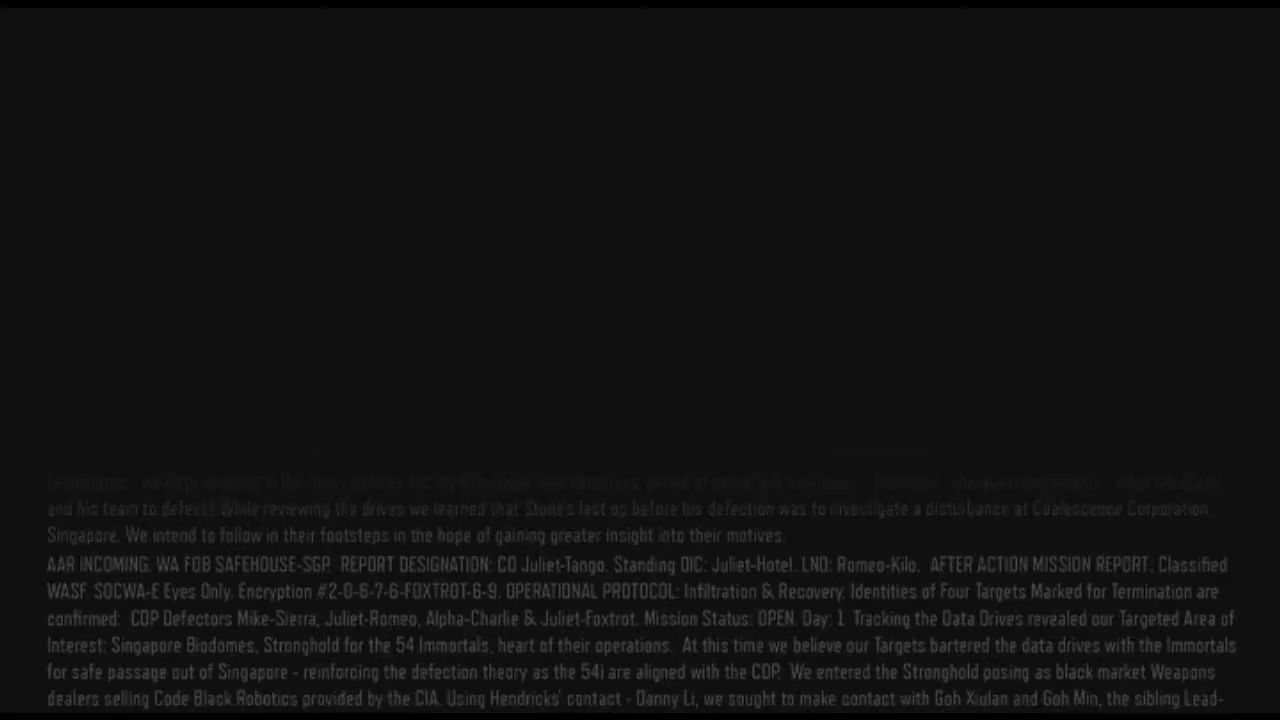 and his team to defect? While reviewing the drives we learned that Stone's last op before his defection was to investigate a disturbance at Coalescence Corporation
Singapore. We intend to follow in their footsteps in the hope of gaining greater insight into their motives.
AAR INCOMING. WA FOB SAFEHOUSE-SGP. REPORT DESIGNATION: CO Juliet-Tango. Standing OIC: Juliet-Hotel. LNO: Romeo-Kilo. AFTER ACTION MISSION REPORT: Classified
WASF. SOCWA-E Eyes Only. Encryption #2-0-6-7-6-FOXTROT-6-9. OPERATIONAL PROTOCOL: Infiltration & Recovery. Identities of Four Targets Marked for Termination are
confirmed: CDP Defectors Mike-Sierra, Juliet-Romeo, Alpha-Charlie & Juliet-Foxtrot. Mission Status: OPEN. Day: 1. Tracking the Data Drives revealed our Targeted Area of
Interest: Singapore Biodomes, Stronghold for the 54 Immortals, heart of their operations. At this time we believe our Targets bartered the data drives with the Immortals
for safe passage out of Singapore - reinforcing the defection theory as the 54i are aligned with the CDP. We entered the Stronghold posing as black market Weapons
dealers selling Code Black Robotics provided by the CIA. Using Hendricks' contact - Danny Li, we sought to make contact with Goh Xiulan and Goh Min, the sibling Lead-